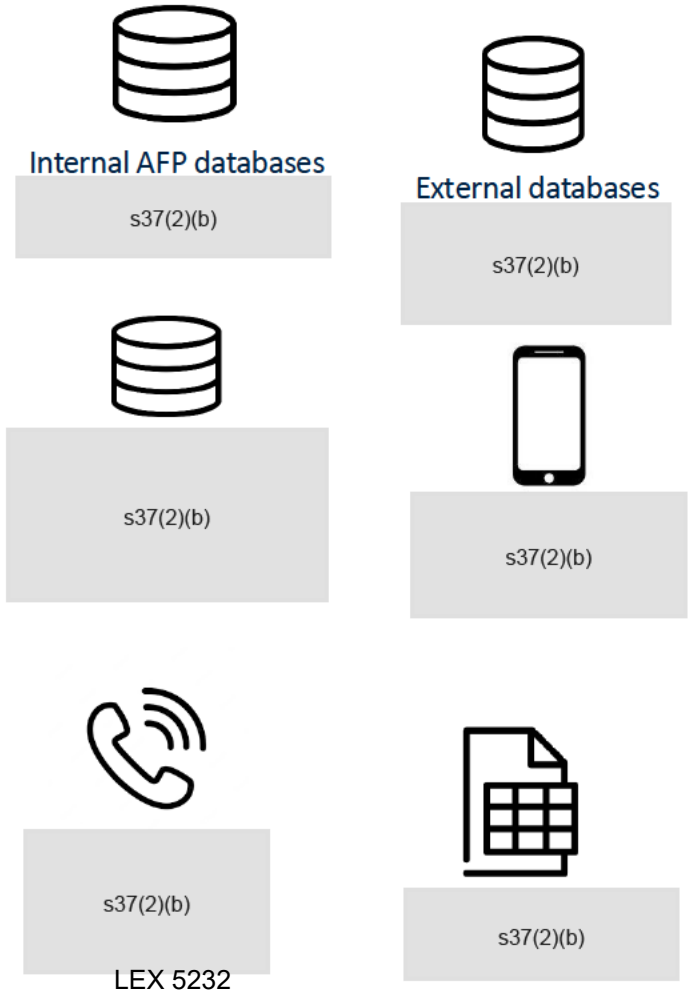 Internal AFP databases
s37(2)(b)
External databases
s37(2)(b)
s37(2)(b)
s37(2)(b)
s37(2)(b)
LEX 5232
s37(2)(b)